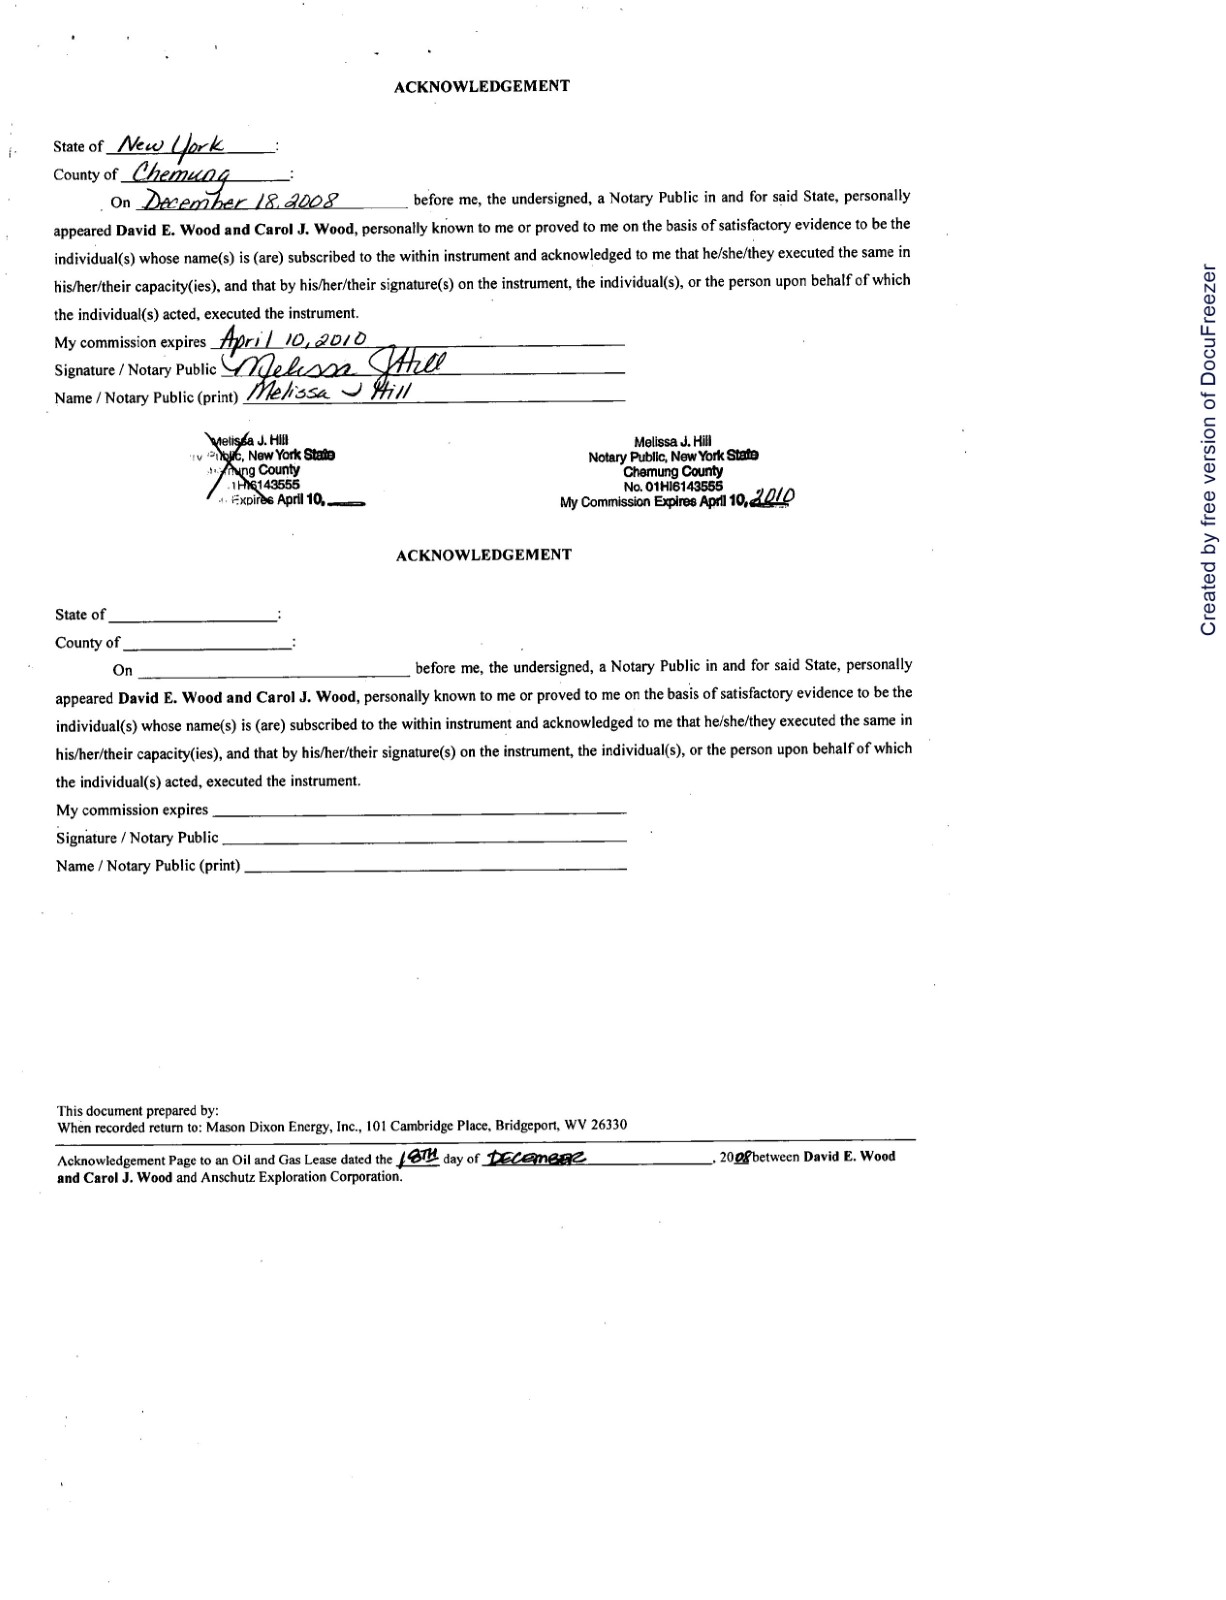 ACKNOWLEDGEMENT
State of New York :
County of Chemung :
On December 18, 2008 before me, the undersigned, a Notary Public in and for said State, personally
appeared David E. Wood and Carol J. Wood, personally known to me or proved to me on the basis of satisfactory evidence to be the
individual(s) whose name(s) is (are) subscribed to the within instrument and acknowledged to me that he/she/they executed the same in
his/her/their capacity(ies), and that by his/her/their signature(s) on the instrument, the individual(s), or the person upon behalf of which
the individual(s) acted, executed the instrument.
My commission expires April 10, 2010
Signature / Notary Public Melissa J Hill
Name / Notary Public (print) Melissa J Hill
Melissa J. Hill
New York State
County
Expires April 10,
Melissa J. Hill
Notary Public, New York State
Chemung County
No. 01HI6143555
My Commission Expires April 10, 2010
ACKNOWLEDGEMENT
State of :
County of :
On before me, the undersigned, a Notary Public in and for said State, personally
appeared David E. Wood and Carol J. Wood, personally known to me or proved to me on the basis of satisfactory evidence to be the
individual(s) whose name(s) is (are) subscribed to the within instrument and acknowledged to me that he/she/they executed the same in
his/her/their capacity(ies), and that by his/her/their signature(s) on the instrument, the individual(s), or the person upon behalf of which
the individual(s) acted, executed the instrument.
My commission expires
Signature / Notary Public
Name / Notary Public (print)
This document prepared by:
When recorded return to: Mason Dixon Energy, Inc., 101 Cambridge Place, Bridgeport, WV 26330
Acknowledgement Page to an Oil and Gas Lease dated the 18TH day of DECEMBER , 2008 between David E. Wood
and Carol J. Wood and Anschutz Exploration Corporation.
Created by free version of DocuFreezer